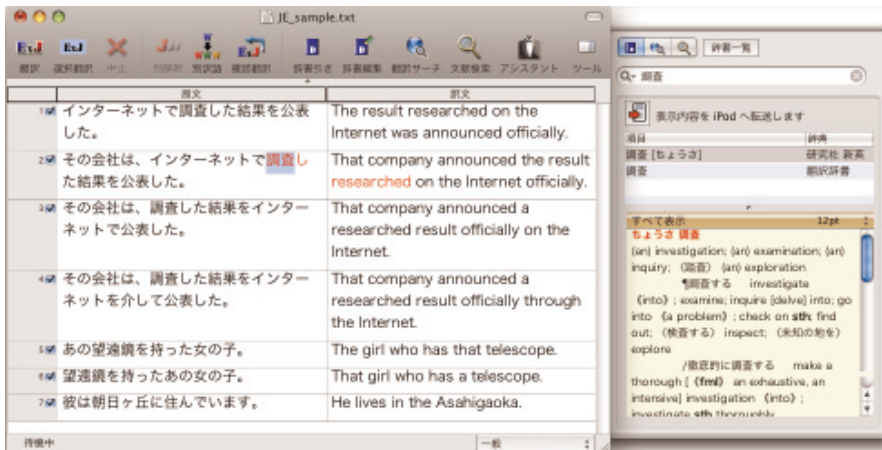 JE_sample.txt
翻訳 選択翻訳 中止 別解釈 別訳語 確認翻訳 辞書引き 辞書編集 翻訳サーチ 文献検索 アシスタント ツール
原文 訳文
1 インターネットで調査した結果を公表
した。
The result researched on the
Internet was announced officially.
2 その会社は、インターネットで調査し
た結果を公表した。
That company announced the result
researched on the Internet officially.
3 その会社は、調査した結果をインター
ネットで公表した。
That company announced a
researched result officially on the
Internet.
4 その会社は、調査した結果をインター
ネットを介して公表した。
That company announced a
researched result officially through
the Internet.
5 あの望遠鏡を持った女の子。
The girl who has that telescope.
6 望遠鏡を持ったあの女の子。
That girl who has a telescope.
7 彼は朝日ヶ丘に住んでいます。
He lives in the Asahigaoka.
待機中 一般
辞書一覧
調査
表示内容を iPod へ転送します
項目 辞典
調査 [ちょうさ] 研究社 新英
調査 翻訳辞書
すべて表示 12pt
ちょうさ 調査
(an) investigation; (an) examination; (an)
inquiry; 《踏査》 (an) exploration
¶調査する investigate
《into》; examine; inquire [delve] into; go
into 《a problem》; check on sth; find
out; 《検査する》 inspect; 《未知の地を》
explore
/徹底的に調査する make a
thorough [《fml》 an exhaustive, an
intensive] investigation 《into》;
investigate sth thoroughly